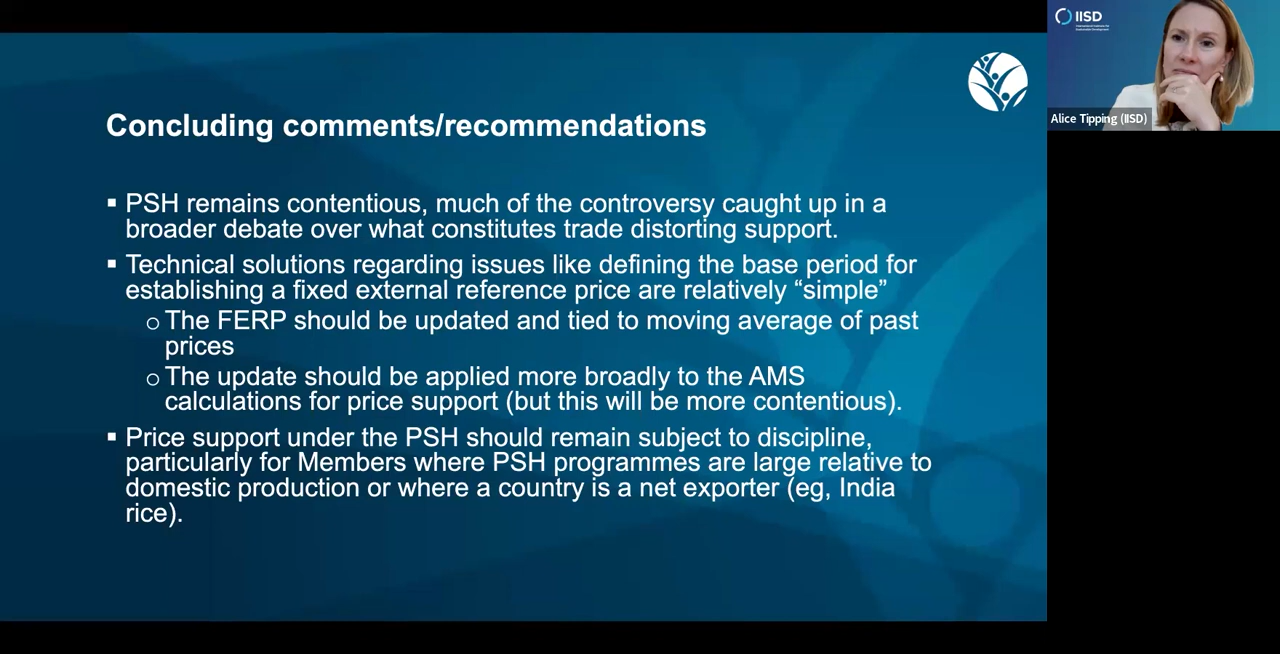 Concluding comments/recommendations
▪ PSH remains contentious, much of the controversy caught up in a
broader debate over what constitutes trade distorting support.
▪ Technical solutions regarding issues like defining the base period for
establishing a fixed external reference price are relatively “simple”
o The FERP should be updated and tied to moving average of past
prices
o The update should be applied more broadly to the AMS
calculations for price support (but this will be more contentious).
▪ Price support under the PSH should remain subject to discipline,
particularly for Members where PSH programmes are large relative to
domestic production or where a country is a net exporter (eg, India
rice).
IISD
Alice Tipping (IISD)